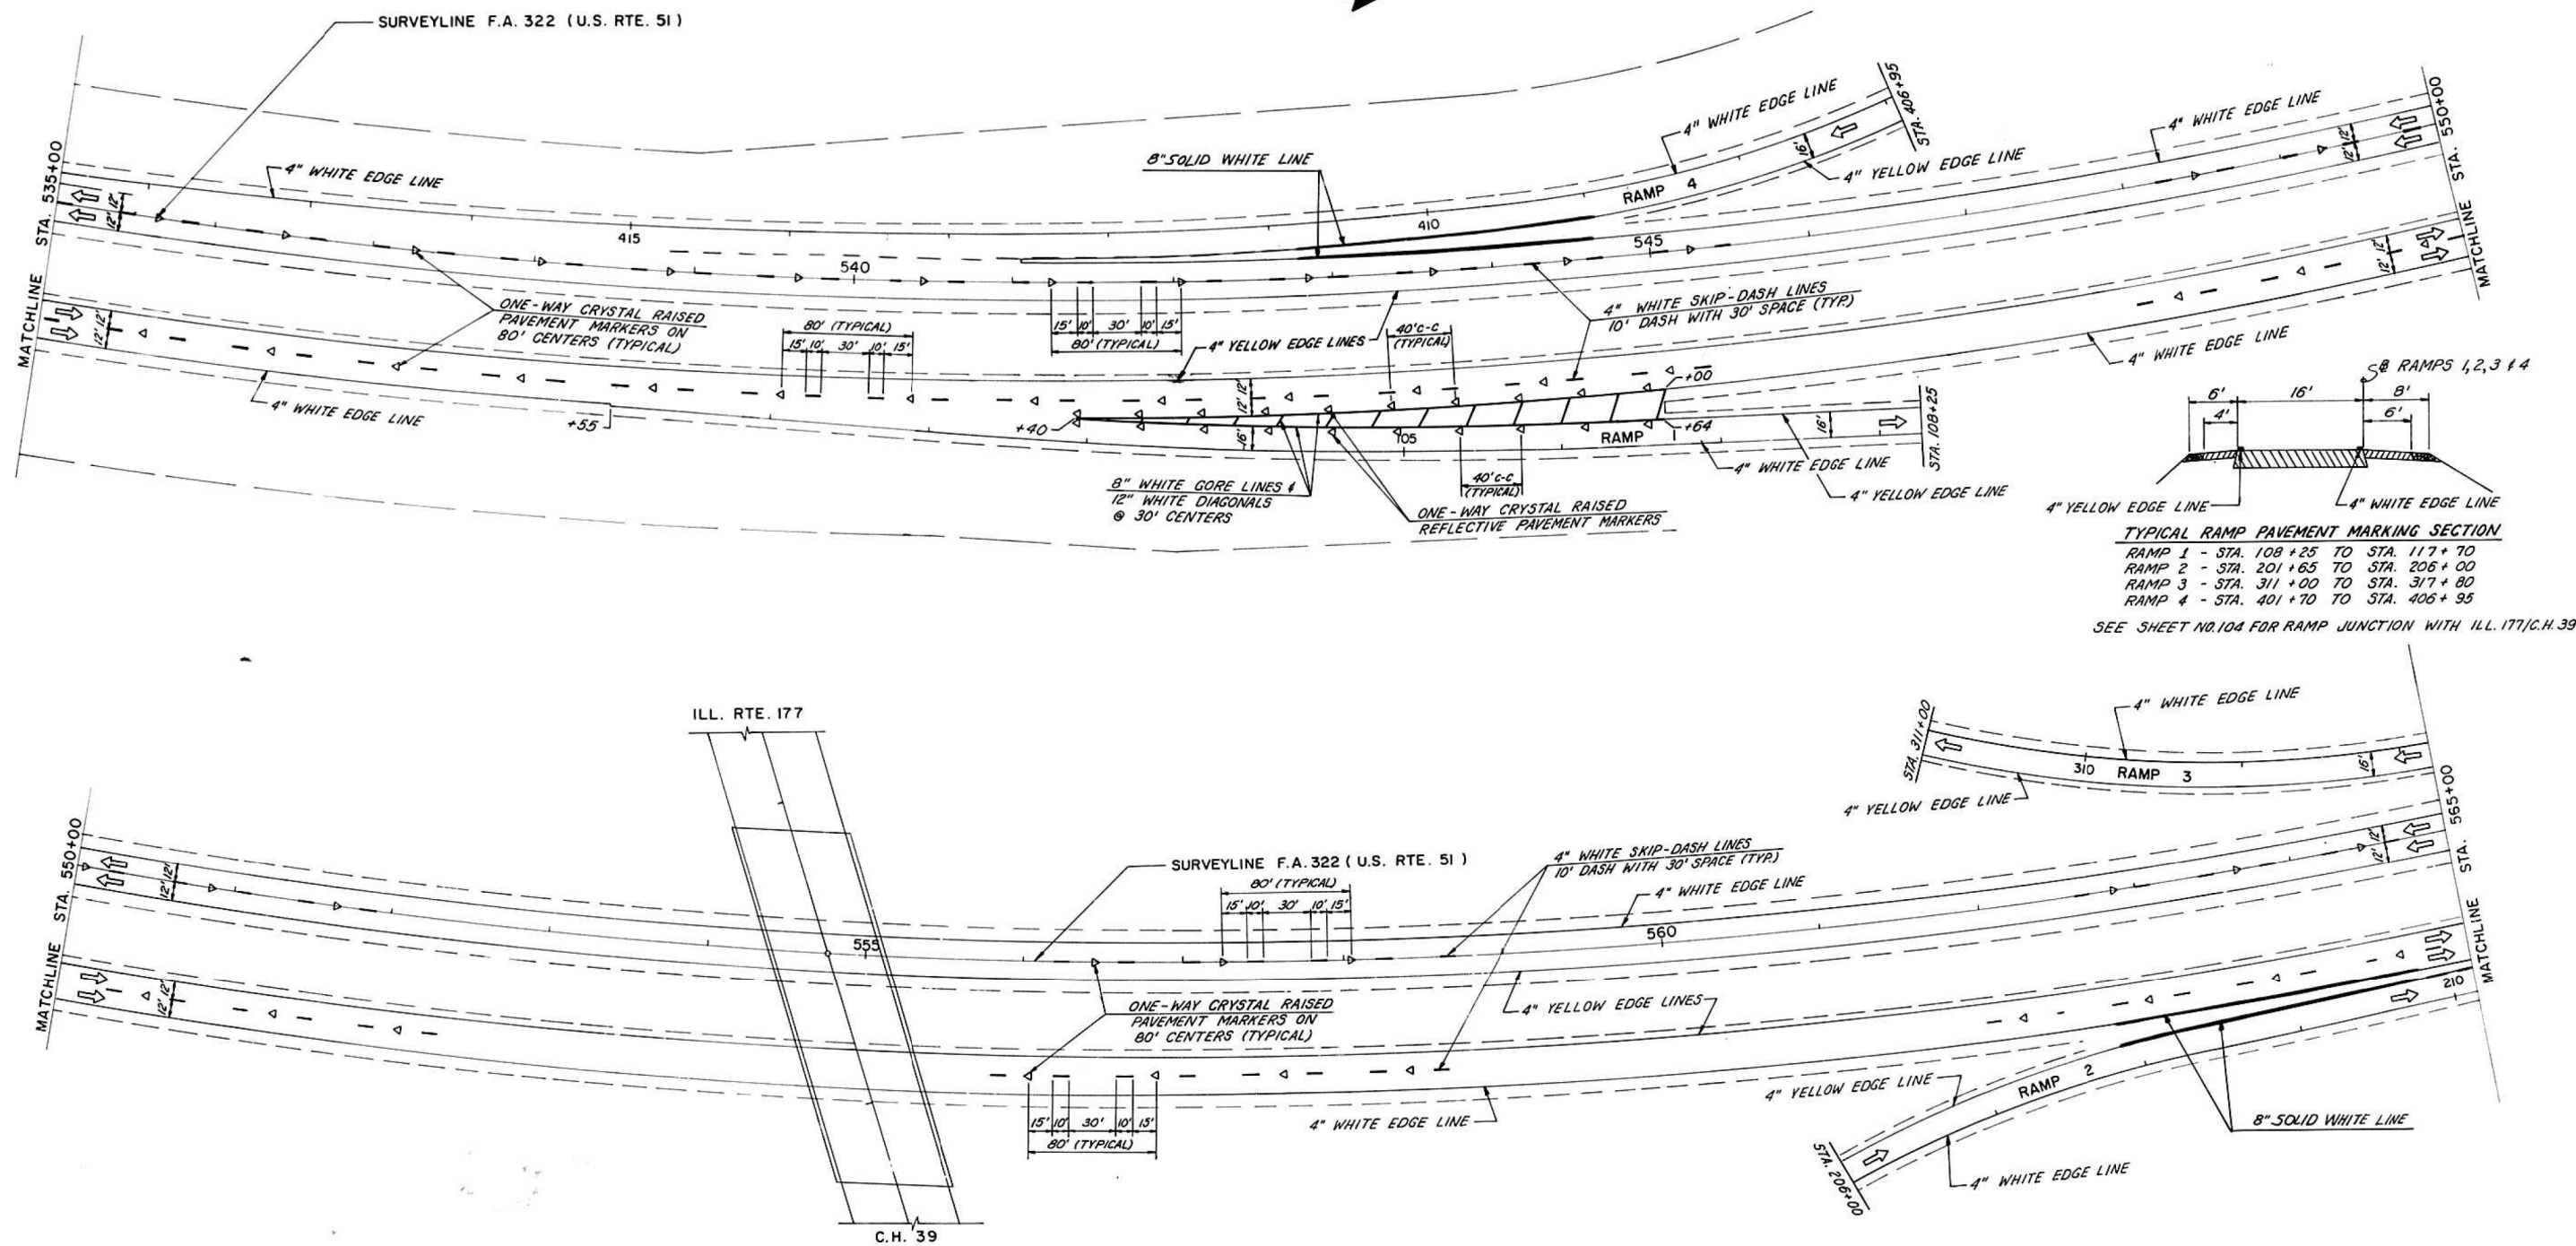 SURVEYLINE F.A. 322 (U.S. RTE. 51)
MATCHLINE STA. 535+00
4" WHITE EDGE LINE
12' 12'
415
540
8" SOLID WHITE LINE
410
545
4" WHITE EDGE LINE
RAMP 4
16'
STA. 406+95
4" YELLOW EDGE LINE
4" WHITE EDGE LINE
12' 12'
MATCHLINE STA. 550+00
12' 12'
ONE-WAY CRYSTAL RAISED
PAVEMENT MARKERS ON
80' CENTERS (TYPICAL)
80' (TYPICAL)
15' 10' 30' 10' 15'
15' 10' 30' 10' 15'
80' (TYPICAL)
4" YELLOW EDGE LINES
40' C-C
(TYPICAL)
4" WHITE SKIP-DASH LINES
10' DASH WITH 30' SPACE (TYP.)
12' 12'
4" WHITE EDGE LINE
+55
+40
12' 12'
16'
705
RAMP 1
+00
+64
16'
STA. 108+25
12' 12'
4" WHITE EDGE LINE
8" WHITE GORE LINES &
12" WHITE DIAGONALS
@ 30' CENTERS
40' C-C
(TYPICAL)
ONE-WAY CRYSTAL RAISED
REFLECTIVE PAVEMENT MARKERS
4" WHITE EDGE LINE
4" YELLOW EDGE LINE
RAMPS 1, 2, 3 & 4
6' 16' 8'
4' 6'
4" YELLOW EDGE LINE
4" WHITE EDGE LINE
TYPICAL RAMP PAVEMENT MARKING SECTION
RAMP 1 - STA. 108+25 TO STA. 117+70
RAMP 2 - STA. 201+65 TO STA. 206+00
RAMP 3 - STA. 311+00 TO STA. 317+80
RAMP 4 - STA. 401+70 TO STA. 406+95
SEE SHEET NO. 104 FOR RAMP JUNCTION WITH ILL. 177/C.H. 39
ILL. RTE. 177
MATCHLINE STA. 550+00
12' 12'
12' 12'
555
C.H. 39
SURVEYLINE F.A. 322 (U.S. RTE. 51)
80' (TYPICAL)
15' 10' 30' 10' 15'
4" WHITE SKIP-DASH LINES
10' DASH WITH 30' SPACE (TYP.)
4" WHITE EDGE LINE
560
ONE-WAY CRYSTAL RAISED
PAVEMENT MARKERS ON
80' CENTERS (TYPICAL)
4" YELLOW EDGE LINES
15' 10' 30' 10' 15'
80' (TYPICAL)
4" WHITE EDGE LINE
STA. 311+00
4" WHITE EDGE LINE
310 RAMP 3
16'
4" YELLOW EDGE LINE
12' 12'
MATCHLINE STA. 565+00
210
4" YELLOW EDGE LINE
RAMP 2
8" SOLID WHITE LINE
STA. 206+00
4" WHITE EDGE LINE